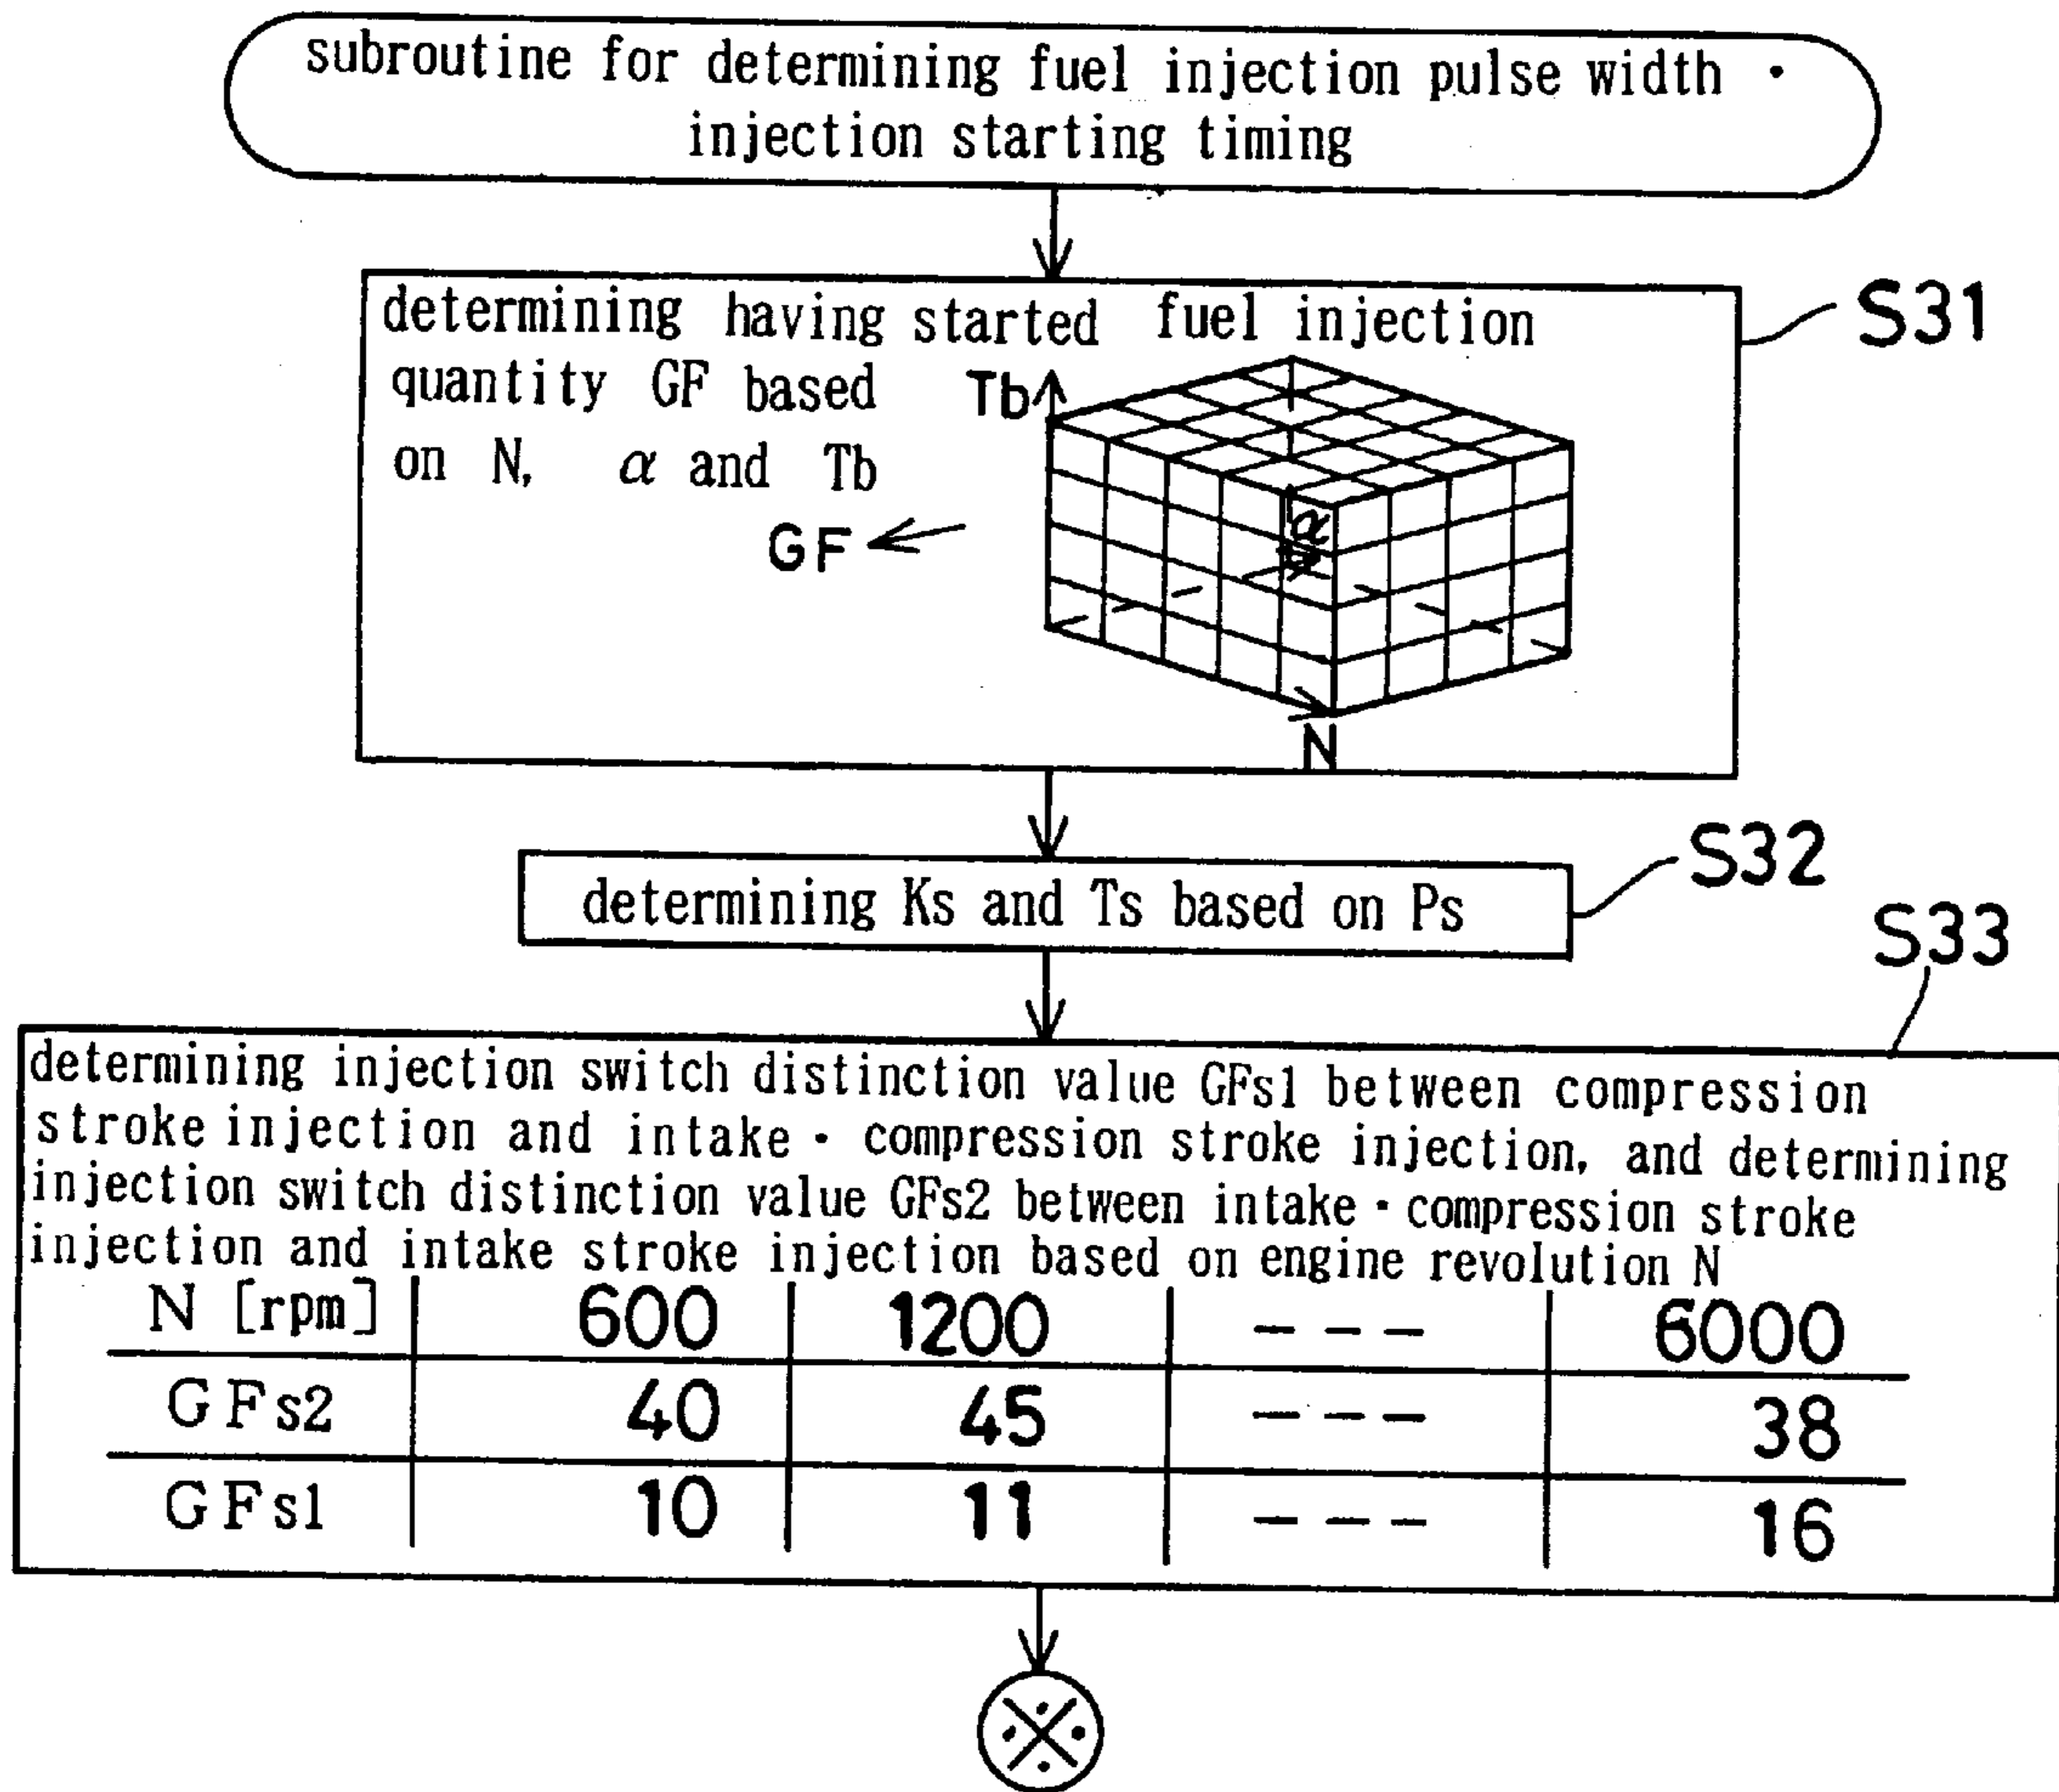 subroutine for determining fuel injection pulse width ·
injection starting timing
determining having started fuel injection
S31
quantity GF based
Tb
on N, α and Tb
GF
α
N
S32
determining Ks and Ts based on Ps
S33
determining injection switch distinction value GFs1 between compression
stroke injection and intake · compression stroke injection, and determining
injection switch distinction value GFs2 between intake · compression stroke
injection and intake stroke injection based on engine revolution N
N [rpm] 600 1200 --- 6000
GFs2 40 45 --- 38
GFs1 10 11 --- 16
※